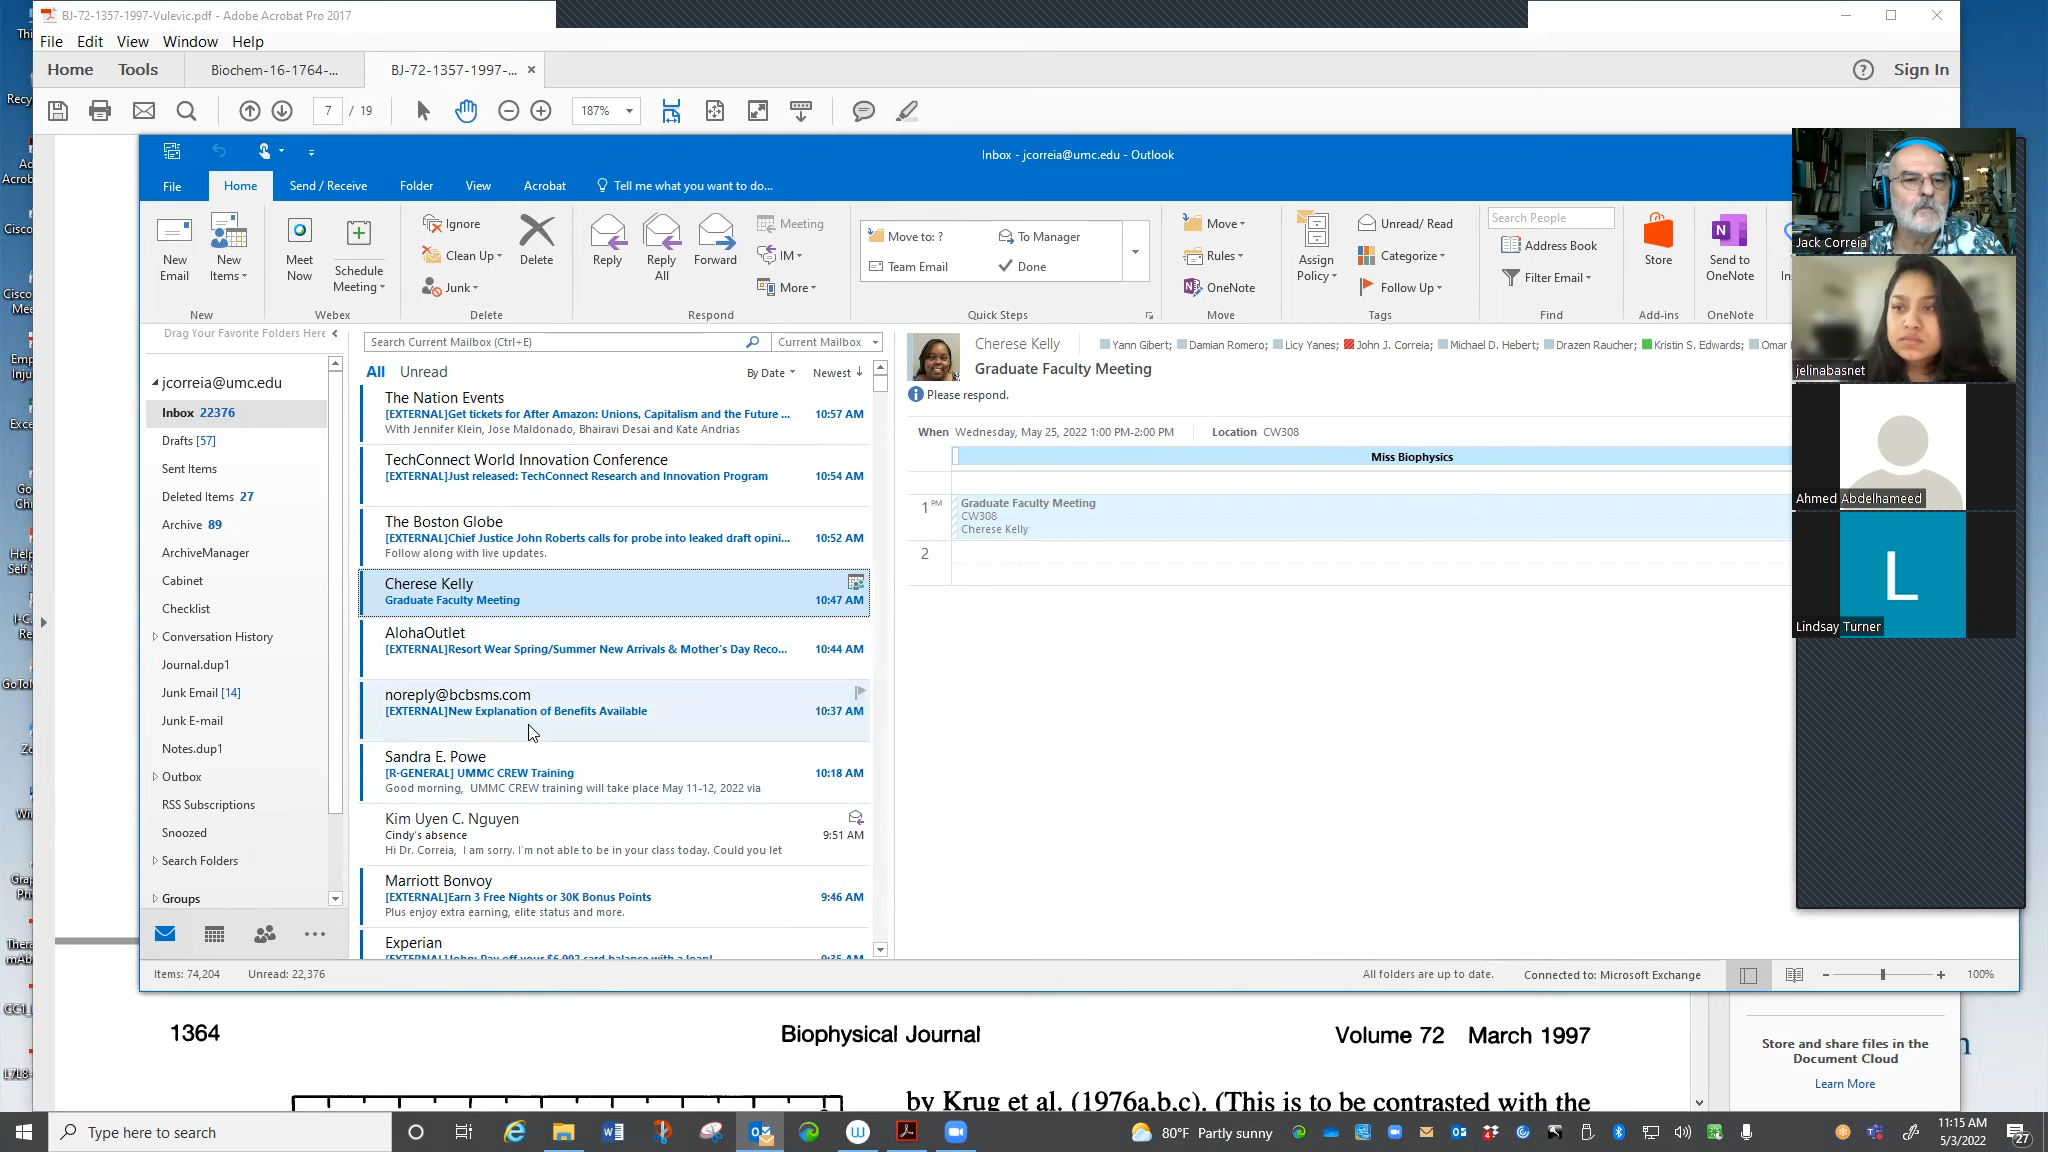 BJ-72-1357-1997-Vulevic.pdf - Adobe Acrobat Pro 2017
File Edit View Window Help
Home Tools Biochem-16-1764-... BJ-72-1357-1997-... × Sign In
7 / 19 187%
Inbox - jcorreia@umc.edu - Outlook
File Home Send / Receive Folder View Acrobat Tell me what you want to do...
New Email
New Items
New
Meet Now
Schedule Meeting
Webex
Ignore
Clean Up
Junk
Delete
Delete
Reply
Reply All
Forward
Meeting
IM
More
Respond
Move to: ?
To Manager
Team Email
Done
Quick Steps
Move
Rules
OneNote
Move
Assign Policy
Unread/ Read
Categorize
Follow Up
Tags
Search People
Address Book
Filter Email
Find
Store
Add-ins
Send to OneNote
OneNote
Drag Your Favorite Folders Here
jcorreia@umc.edu
Inbox 22376
Drafts [57]
Sent Items
Deleted Items 27
Archive 89
ArchiveManager
Cabinet
Checklist
Conversation History
Journal.dup1
Junk Email [14]
Junk E-mail
Notes.dup1
Outbox
RSS Subscriptions
Snoozed
Search Folders
Groups
Search Current Mailbox (Ctrl+E) Current Mailbox
All Unread By Date Newest
The Nation Events
[EXTERNAL]Get tickets for After Amazon: Unions, Capitalism and the Future ... 10:57 AM
With Jennifer Klein, Jose Maldonado, Bhairavi Desai and Kate Andrias
TechConnect World Innovation Conference
[EXTERNAL]Just released: TechConnect Research and Innovation Program 10:54 AM
The Boston Globe
[EXTERNAL]Chief Justice John Roberts calls for probe into leaked draft opini... 10:52 AM
Follow along with live updates.
Cherese Kelly
Graduate Faculty Meeting 10:47 AM
AlohaOutlet
[EXTERNAL]Resort Wear Spring/Summer New Arrivals & Mother's Day Reco... 10:44 AM
noreply@bcbsms.com
[EXTERNAL]New Explanation of Benefits Available 10:37 AM
Sandra E. Powe
[R-GENERAL] UMMC CREW Training 10:18 AM
Good morning, UMMC CREW training will take place May 11-12, 2022 via
Kim Uyen C. Nguyen
Cindy's absence 9:51 AM
Hi Dr. Correia, I am sorry. I'm not able to be in your class today. Could you let
Marriott Bonvoy
[EXTERNAL]Earn 3 Free Nights or 30K Bonus Points 9:46 AM
Plus enjoy extra earning, elite status and more.
Experian
Cherese Kelly Yann Gibert; Damian Romero; Licy Yanes; John J. Correia; Michael D. Hebert; Drazen Raucher; Kristin S. Edwards; Omar
Graduate Faculty Meeting
Please respond.
When Wednesday, May 25, 2022 1:00 PM-2:00 PM Location CW308
Miss Biophysics
1 PM Graduate Faculty Meeting
CW308
Cherese Kelly
2
Jack Correia
jelinabasnet
Ahmed Abdelhameed
L
Lindsay Turner
Items: 74,204 Unread: 22,376 All folders are up to date. Connected to: Microsoft Exchange 100%
1364 Biophysical Journal Volume 72 March 1997
by Krug et al. (1976a,b,c). (This is to be contrasted with the
Store and share files in the
Document Cloud
Learn More
Type here to search 80°F Partly sunny 11:15 AM
5/3/2022
27